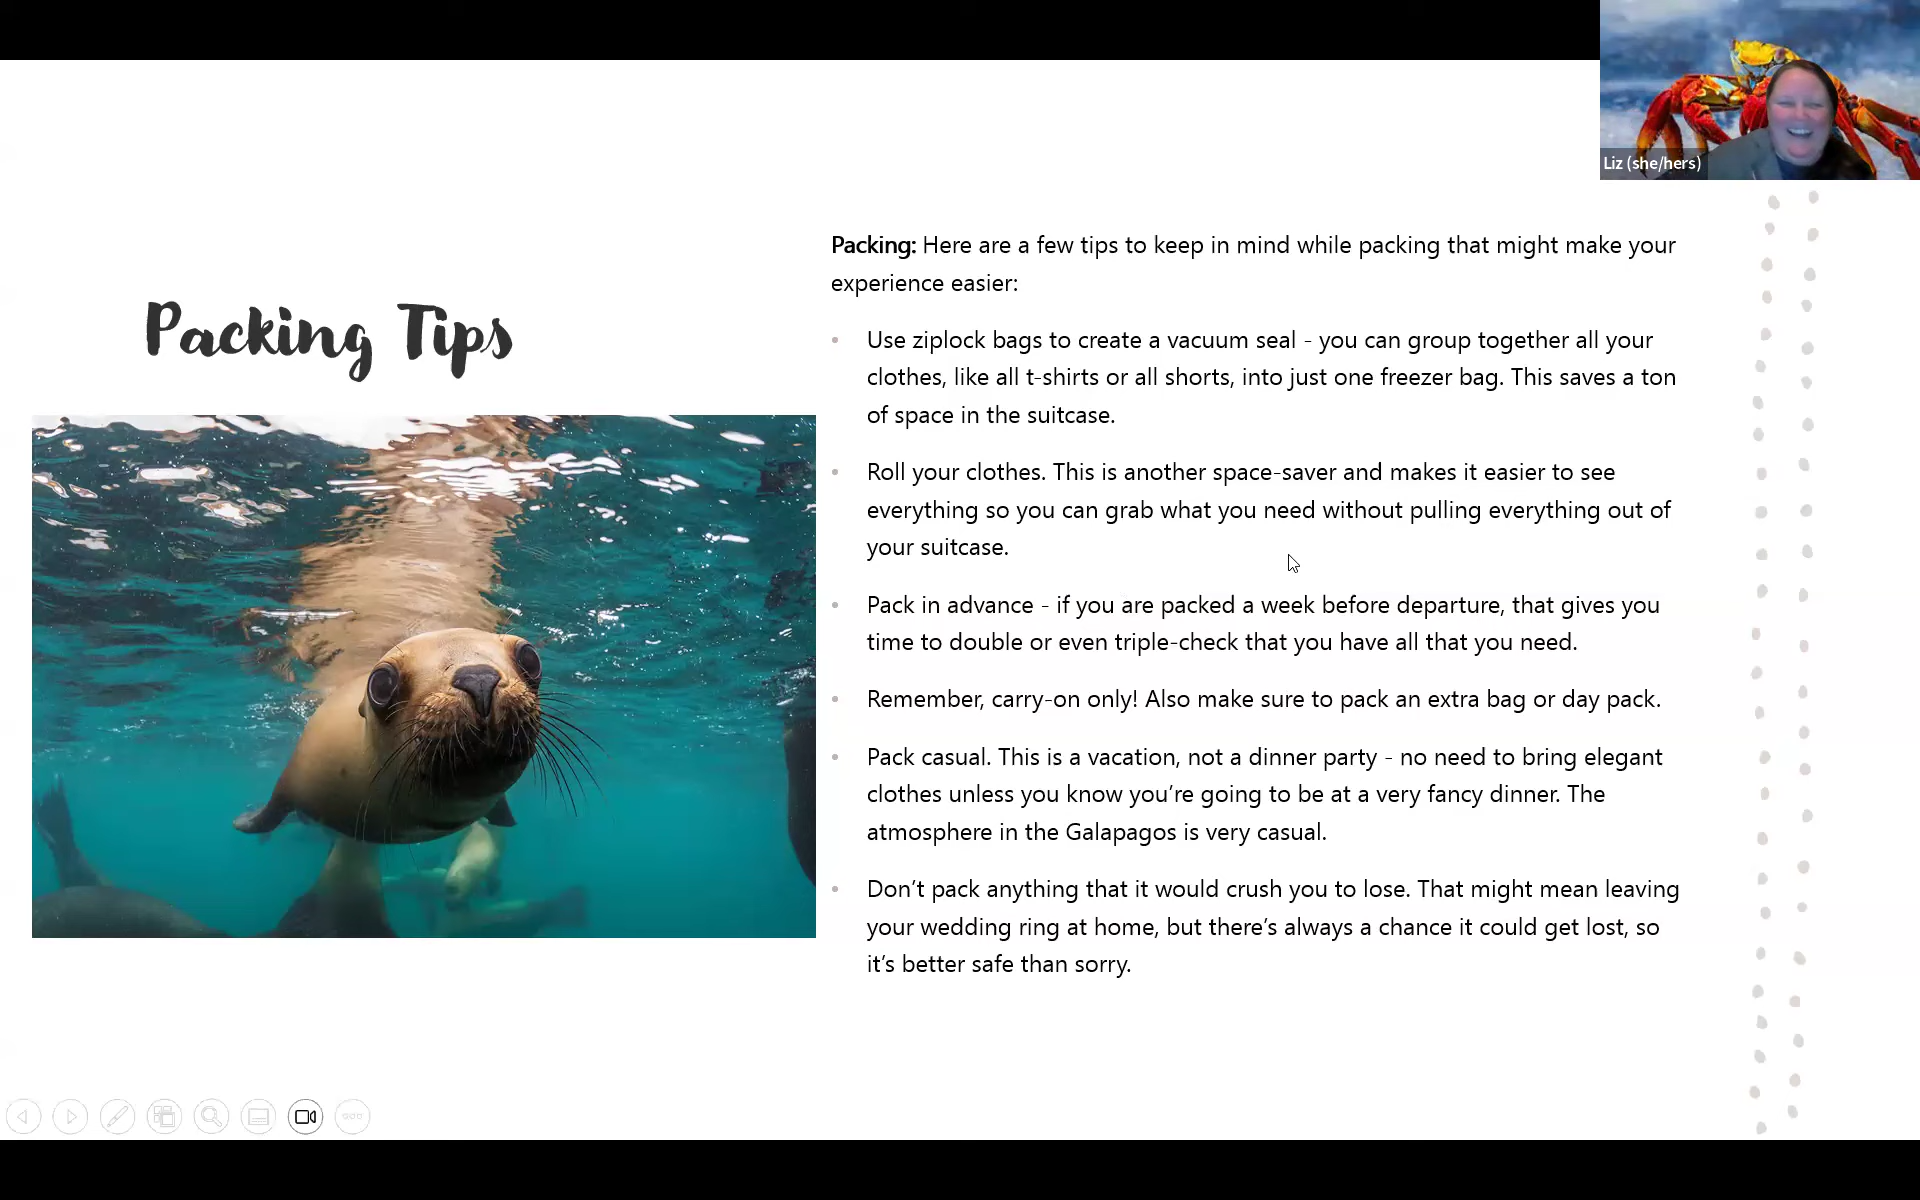 Liz (she/hers)
Packing Tips
Packing: Here are a few tips to keep in mind while packing that might make your
experience easier:
• Use ziplock bags to create a vacuum seal - you can group together all your
clothes, like all t-shirts or all shorts, into just one freezer bag. This saves a ton
of space in the suitcase.
• Roll your clothes. This is another space-saver and makes it easier to see
everything so you can grab what you need without pulling everything out of
your suitcase.
• Pack in advance - if you are packed a week before departure, that gives you
time to double or even triple-check that you have all that you need.
• Remember, carry-on only! Also make sure to pack an extra bag or day pack.
• Pack casual. This is a vacation, not a dinner party - no need to bring elegant
clothes unless you know you’re going to be at a very fancy dinner. The
atmosphere in the Galapagos is very casual.
• Don’t pack anything that it would crush you to lose. That might mean leaving
your wedding ring at home, but there’s always a chance it could get lost, so
it’s better safe than sorry.